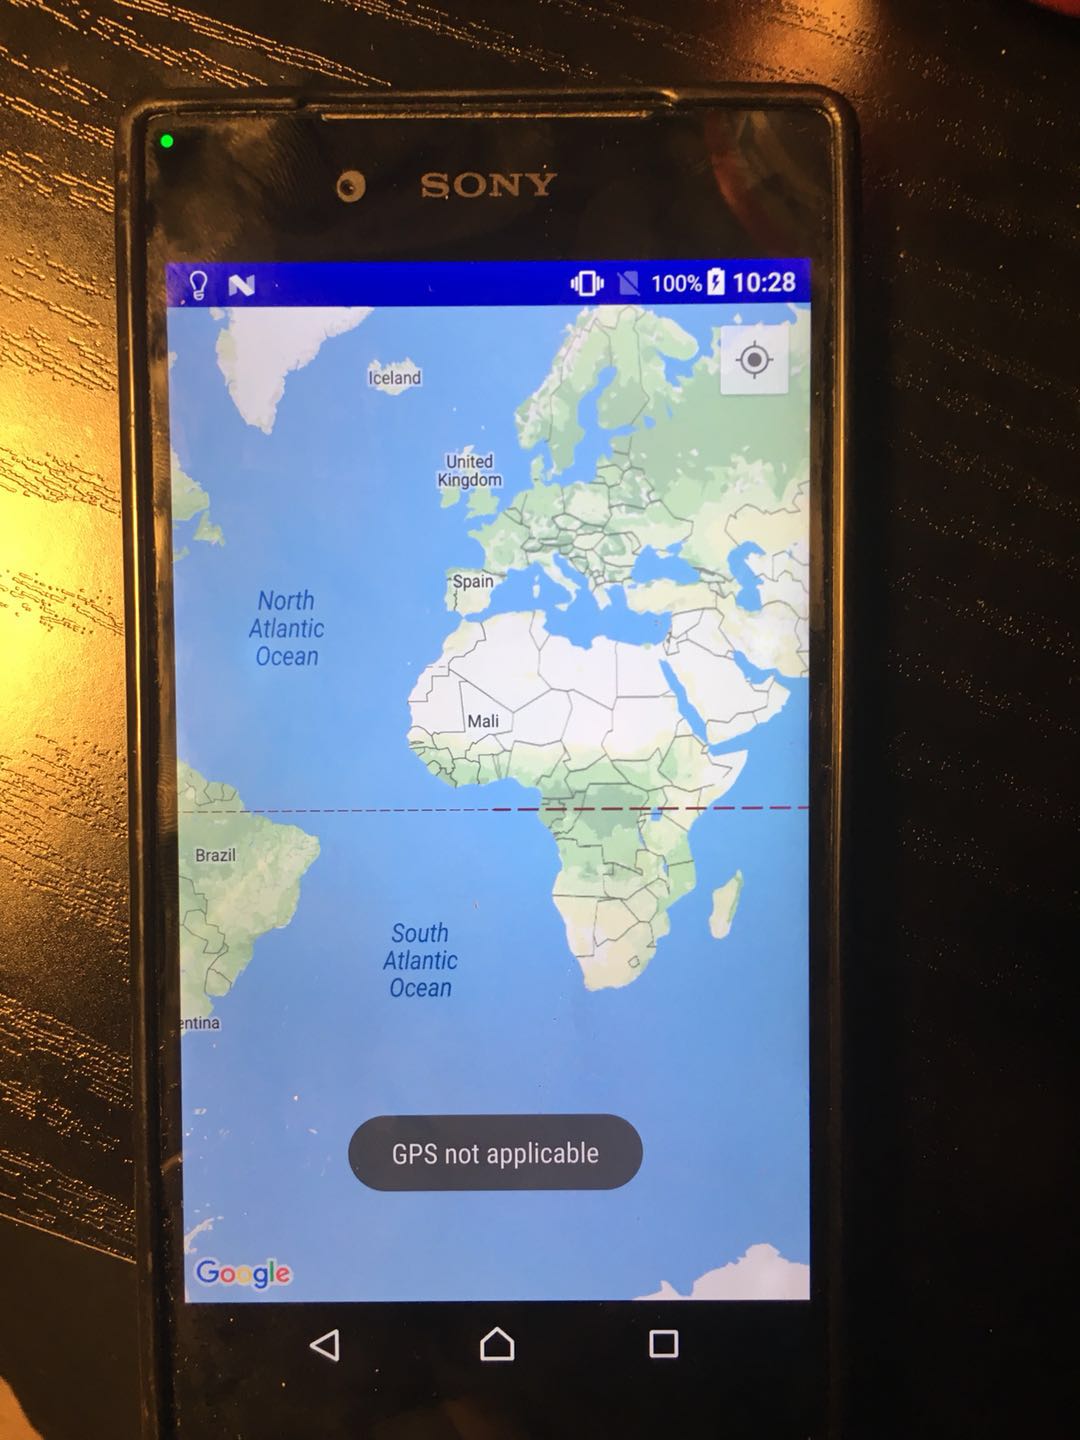 SONY
100% 10:28
Iceland
United
Kingdom
Spain
North
Atlantic
Ocean
Mali
Brazil
South
Atlantic
Ocean
entina
GPS not applicable
Google